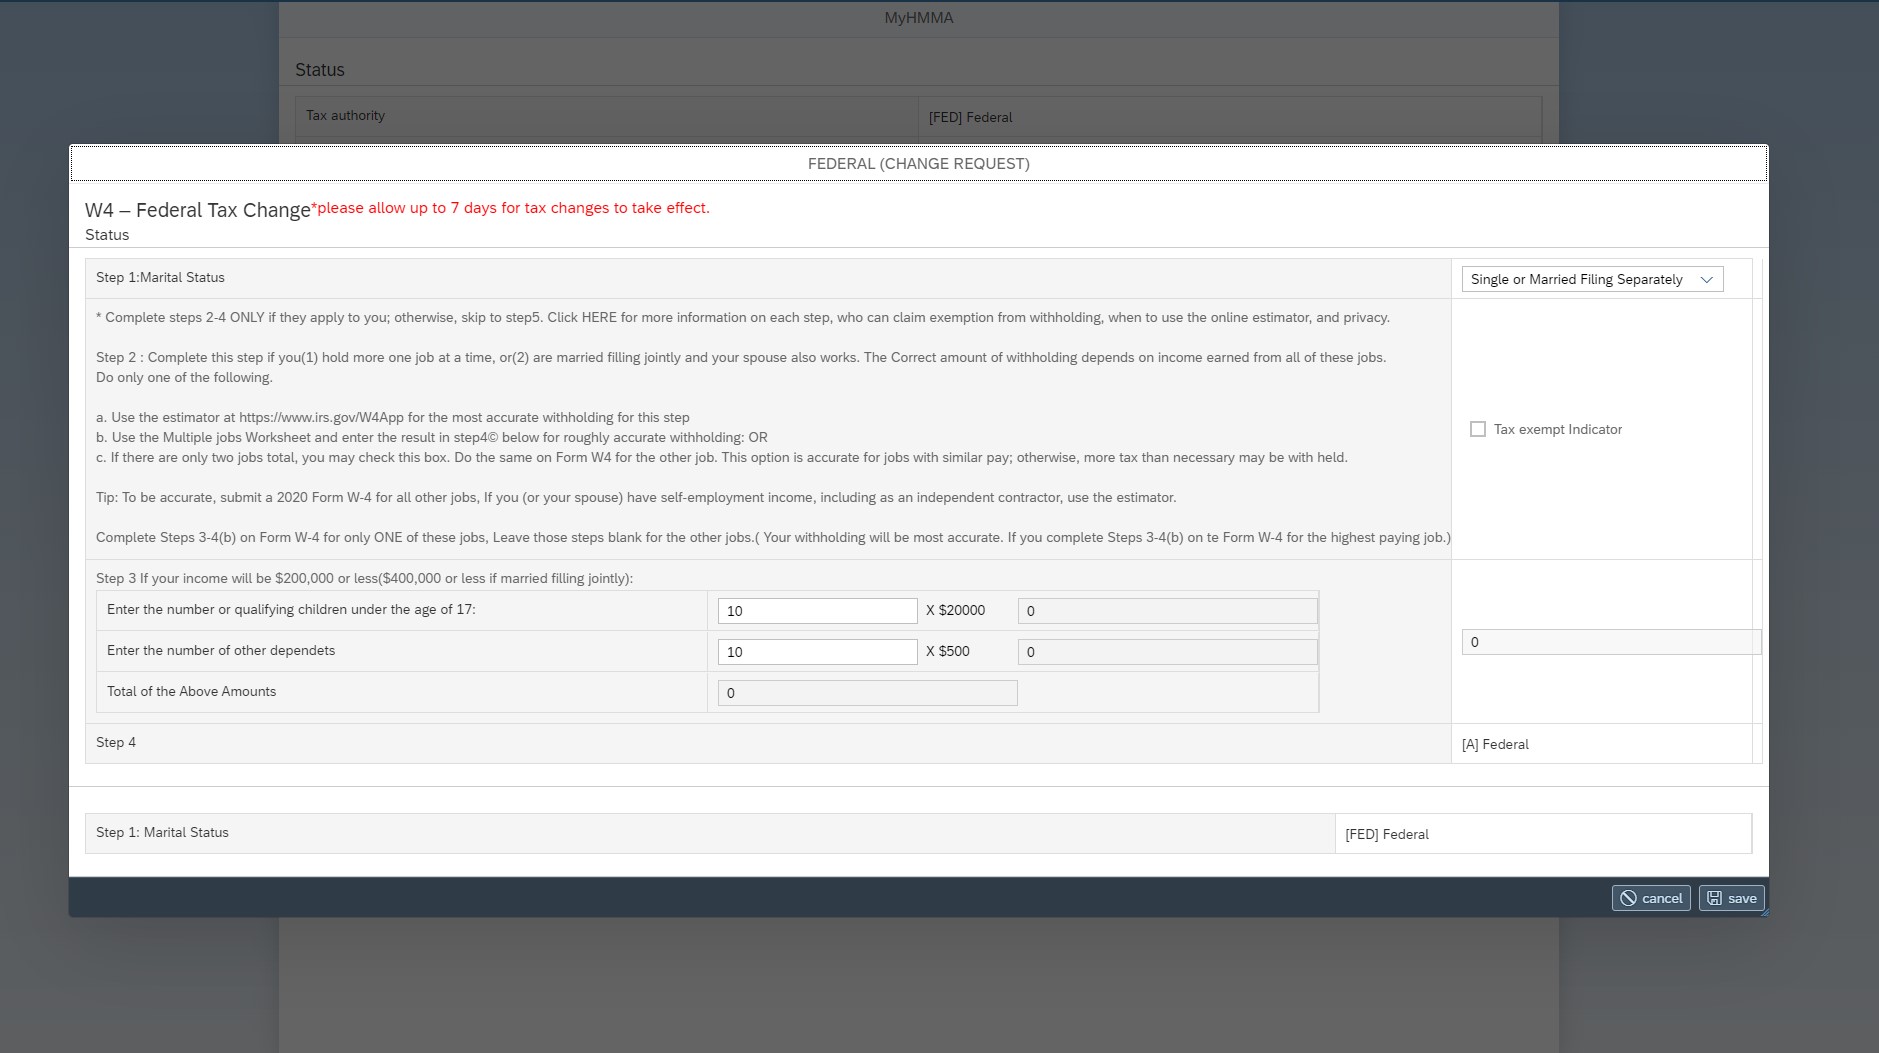 MyHMMA
Status
Tax authority
[FED] Federal
FEDERAL (CHANGE REQUEST)
W4 – Federal Tax Change*please allow up to 7 days for tax changes to take effect.
Status
Step 1:Marital Status
Single or Married Filing Separately
* Complete steps 2-4 ONLY if they apply to you; otherwise, skip to step5. Click HERE for more information on each step, who can claim exemption from withholding, when to use the online estimator, and privacy.
Step 2 : Complete this step if you(1) hold more one job at a time, or(2) are married filling jointly and your spouse also works. The Correct amount of withholding depends on income earned from all of these jobs.
Do only one of the following.
a. Use the estimator at https://www.irs.gov/W4App for the most accurate withholding for this step
b. Use the Multiple jobs Worksheet and enter the result in step4© below for roughly accurate withholding: OR
c. If there are only two jobs total, you may check this box. Do the same on Form W4 for the other job. This option is accurate for jobs with similar pay; otherwise, more tax than necessary may be with held.
Tip: To be accurate, submit a 2020 Form W-4 for all other jobs, If you (or your spouse) have self-employment income, including as an independent contractor, use the estimator.
Complete Steps 3-4(b) on Form W-4 for only ONE of these jobs, Leave those steps blank for the other jobs.( Your withholding will be most accurate. If you complete Steps 3-4(b) on te Form W-4 for the highest paying job.)
Tax exempt Indicator
Step 3 If your income will be $200,000 or less($400,000 or less if married filling jointly):
Enter the number or qualifying children under the age of 17:
10
X $20000
0
Enter the number of other dependets
10
X $500
0
Total of the Above Amounts
0
0
Step 4
[A] Federal
Step 1: Marital Status
[FED] Federal
cancel
save